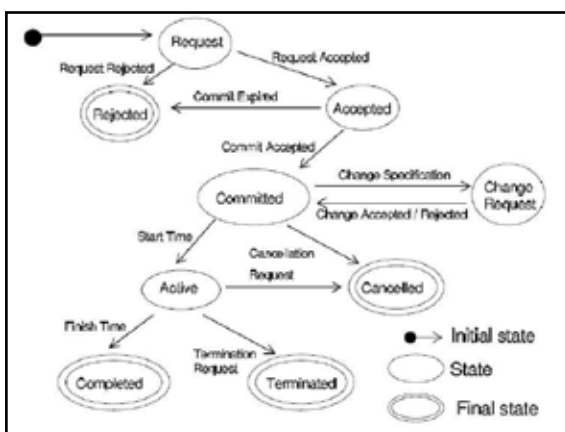 Request
Request Rejected
Request Accepted
Rejected
Commit Expired
Accepted
Commit Accepted
Committed
Change Specification
Change
Request
Change Accepted / Rejected
Start Time
Cancellation
Request
Active
Cancelled
Finish Time
Termination
Request
Completed
Terminated
Initial state
State
Final state